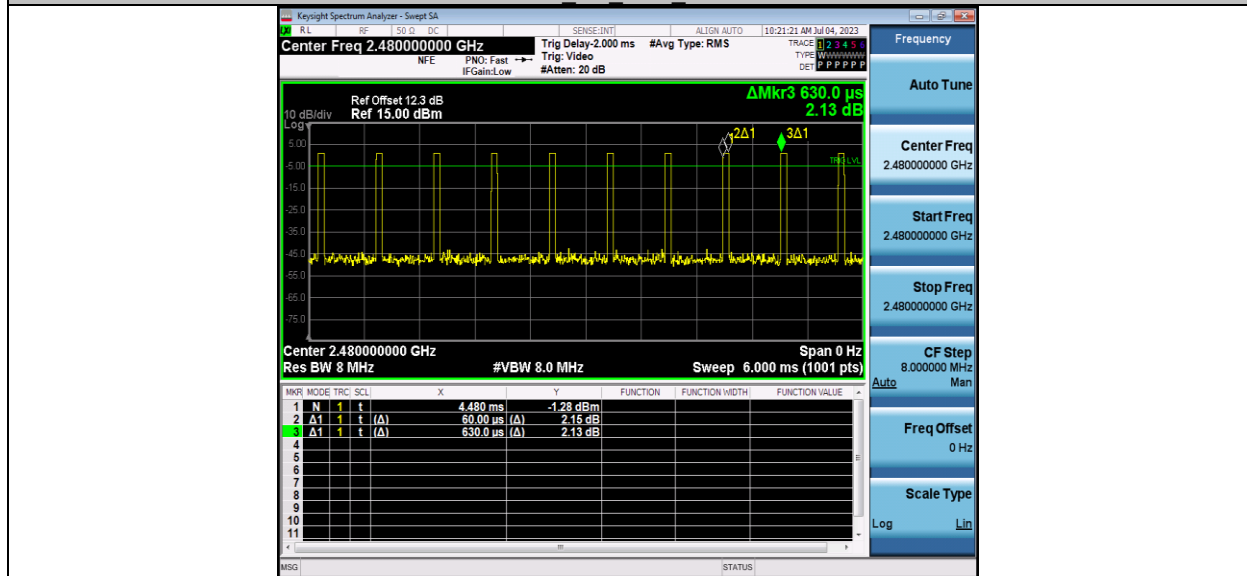 Keysight Spectrum Analyzer - Swept SA
RL RF 50 Ω DC SENSE:INT ALIGN AUTO 10:21:21 AM Jul 04, 2023
Center Freq 2.480000000 GHz Trig Delay-2.000 ms #Avg Type: RMS TRACE 1 2 3 4 5 6
NFE PNO: Fast Trig: Video TYPE WWWWWW
IFGain:Low #Atten: 20 dB DET P P P P P P
ΔMkr3 630.0 µs
2.13 dB
Ref Offset 12.3 dB
10 dB/div Ref 15.00 dBm
Log
2Δ1 3Δ1
5.00
TRIG LVL
-5.00
-15.0
-25.0
-35.0
-45.0
-55.0
-65.0
-75.0
Center 2.480000000 GHz Span 0 Hz
Res BW 8 MHz #VBW 8.0 MHz Sweep 6.000 ms (1001 pts)
MKR MODE TRC SCL X Y FUNCTION FUNCTION WIDTH FUNCTION VALUE
1 N 1 t 4.480 ms -1.28 dBm
2 Δ1 1 t (Δ) 60.00 µs (Δ) 2.15 dB
3 Δ1 1 t (Δ) 630.0 µs (Δ) 2.13 dB
4
5
6
7
8
9
10
11
MSG STATUS
Frequency
Auto Tune
Center Freq
2.480000000 GHz
Start Freq
2.480000000 GHz
Stop Freq
2.480000000 GHz
CF Step
8.000000 MHz
Auto Man
Freq Offset
0 Hz
Scale Type
Log Lin